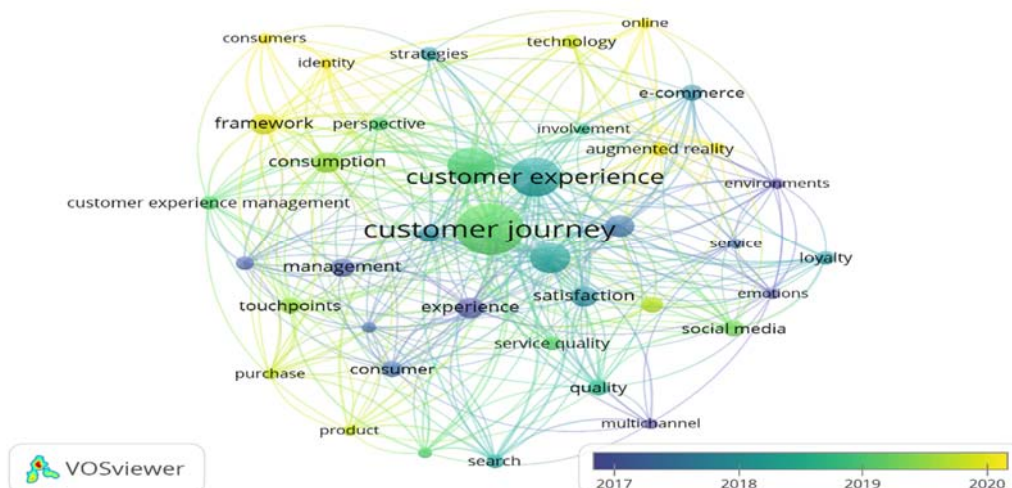 online
consumers
technology
strategies
identity
e-commerce
framework
perspective
involvement
augmented reality
consumption
customer experience
environments
customer experience management
customer journey
service
loyalty
management
emotions
satisfaction
touchpoints
experience
social media
service quality
consumer
purchase
quality
multichannel
product
search
VOSviewer
2017 2018 2019 2020